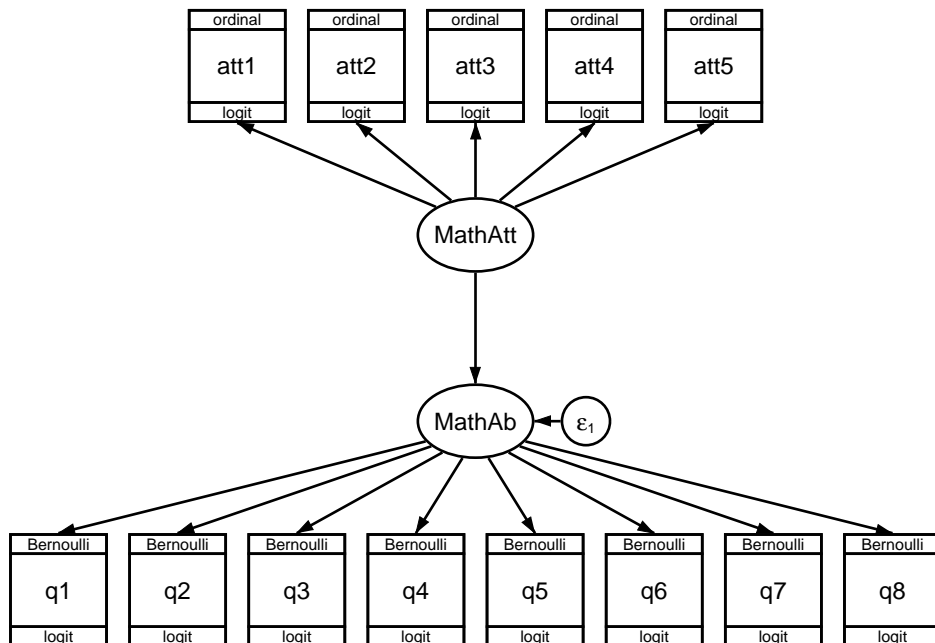 ordinal ordinal ordinal ordinal ordinal
att1 att2 att3 att4 att5
logit logit logit logit logit
MathAtt
MathAb ε1
Bernoulli Bernoulli Bernoulli Bernoulli Bernoulli Bernoulli Bernoulli Bernoulli
q1 q2 q3 q4 q5 q6 q7 q8
logit logit logit logit logit logit logit logit